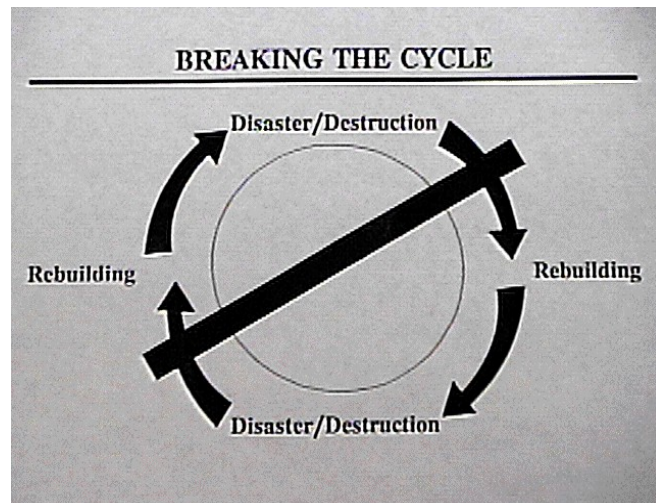 BREAKING THE CYCLE
Disaster/Destruction
Rebuilding
Rebuilding
Disaster/Destruction